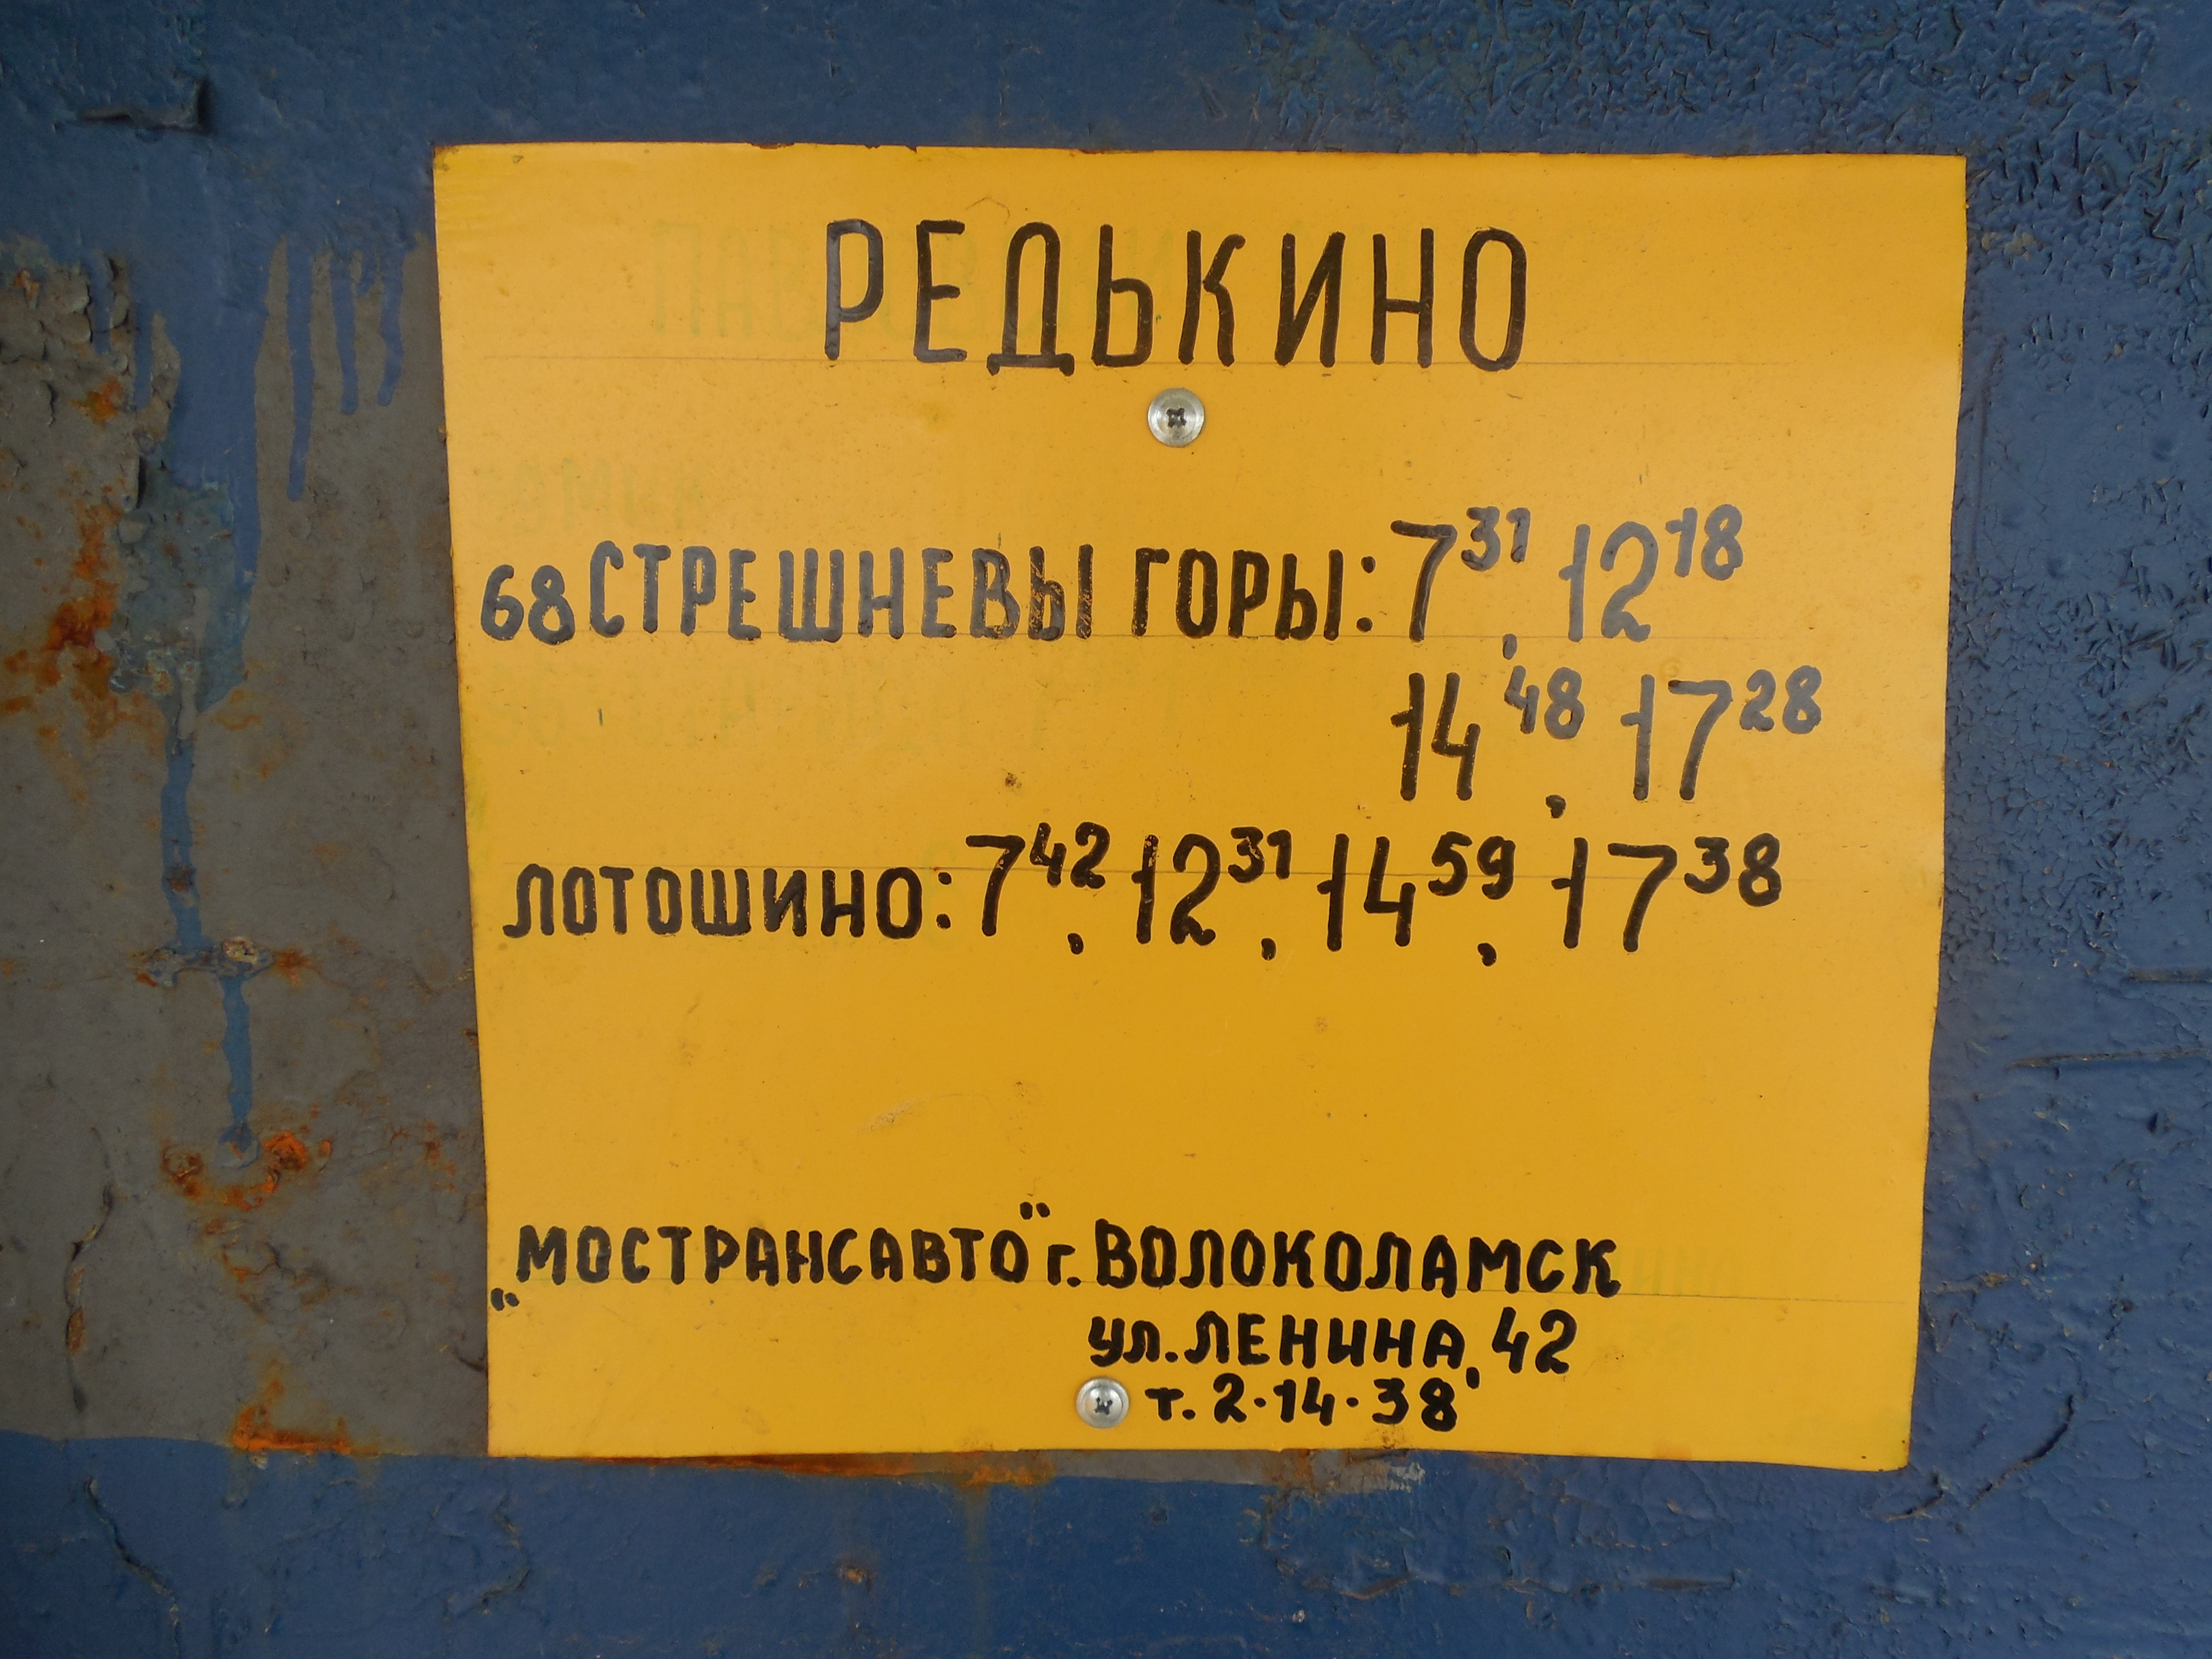 РЕДЬКИНО
68 СТРЕШНЕВЫ ГОРЫ: 7³¹, 12¹⁸
14⁴⁸, 17²⁸
ЛОТОШИНО: 7⁴², 12³¹, 14⁵⁹, 17³⁸
„МОСТРАНСАВТО“ г. ВОЛОКОЛАМСК
ул. ЛЕНИНА, 42
т. 2-14-38